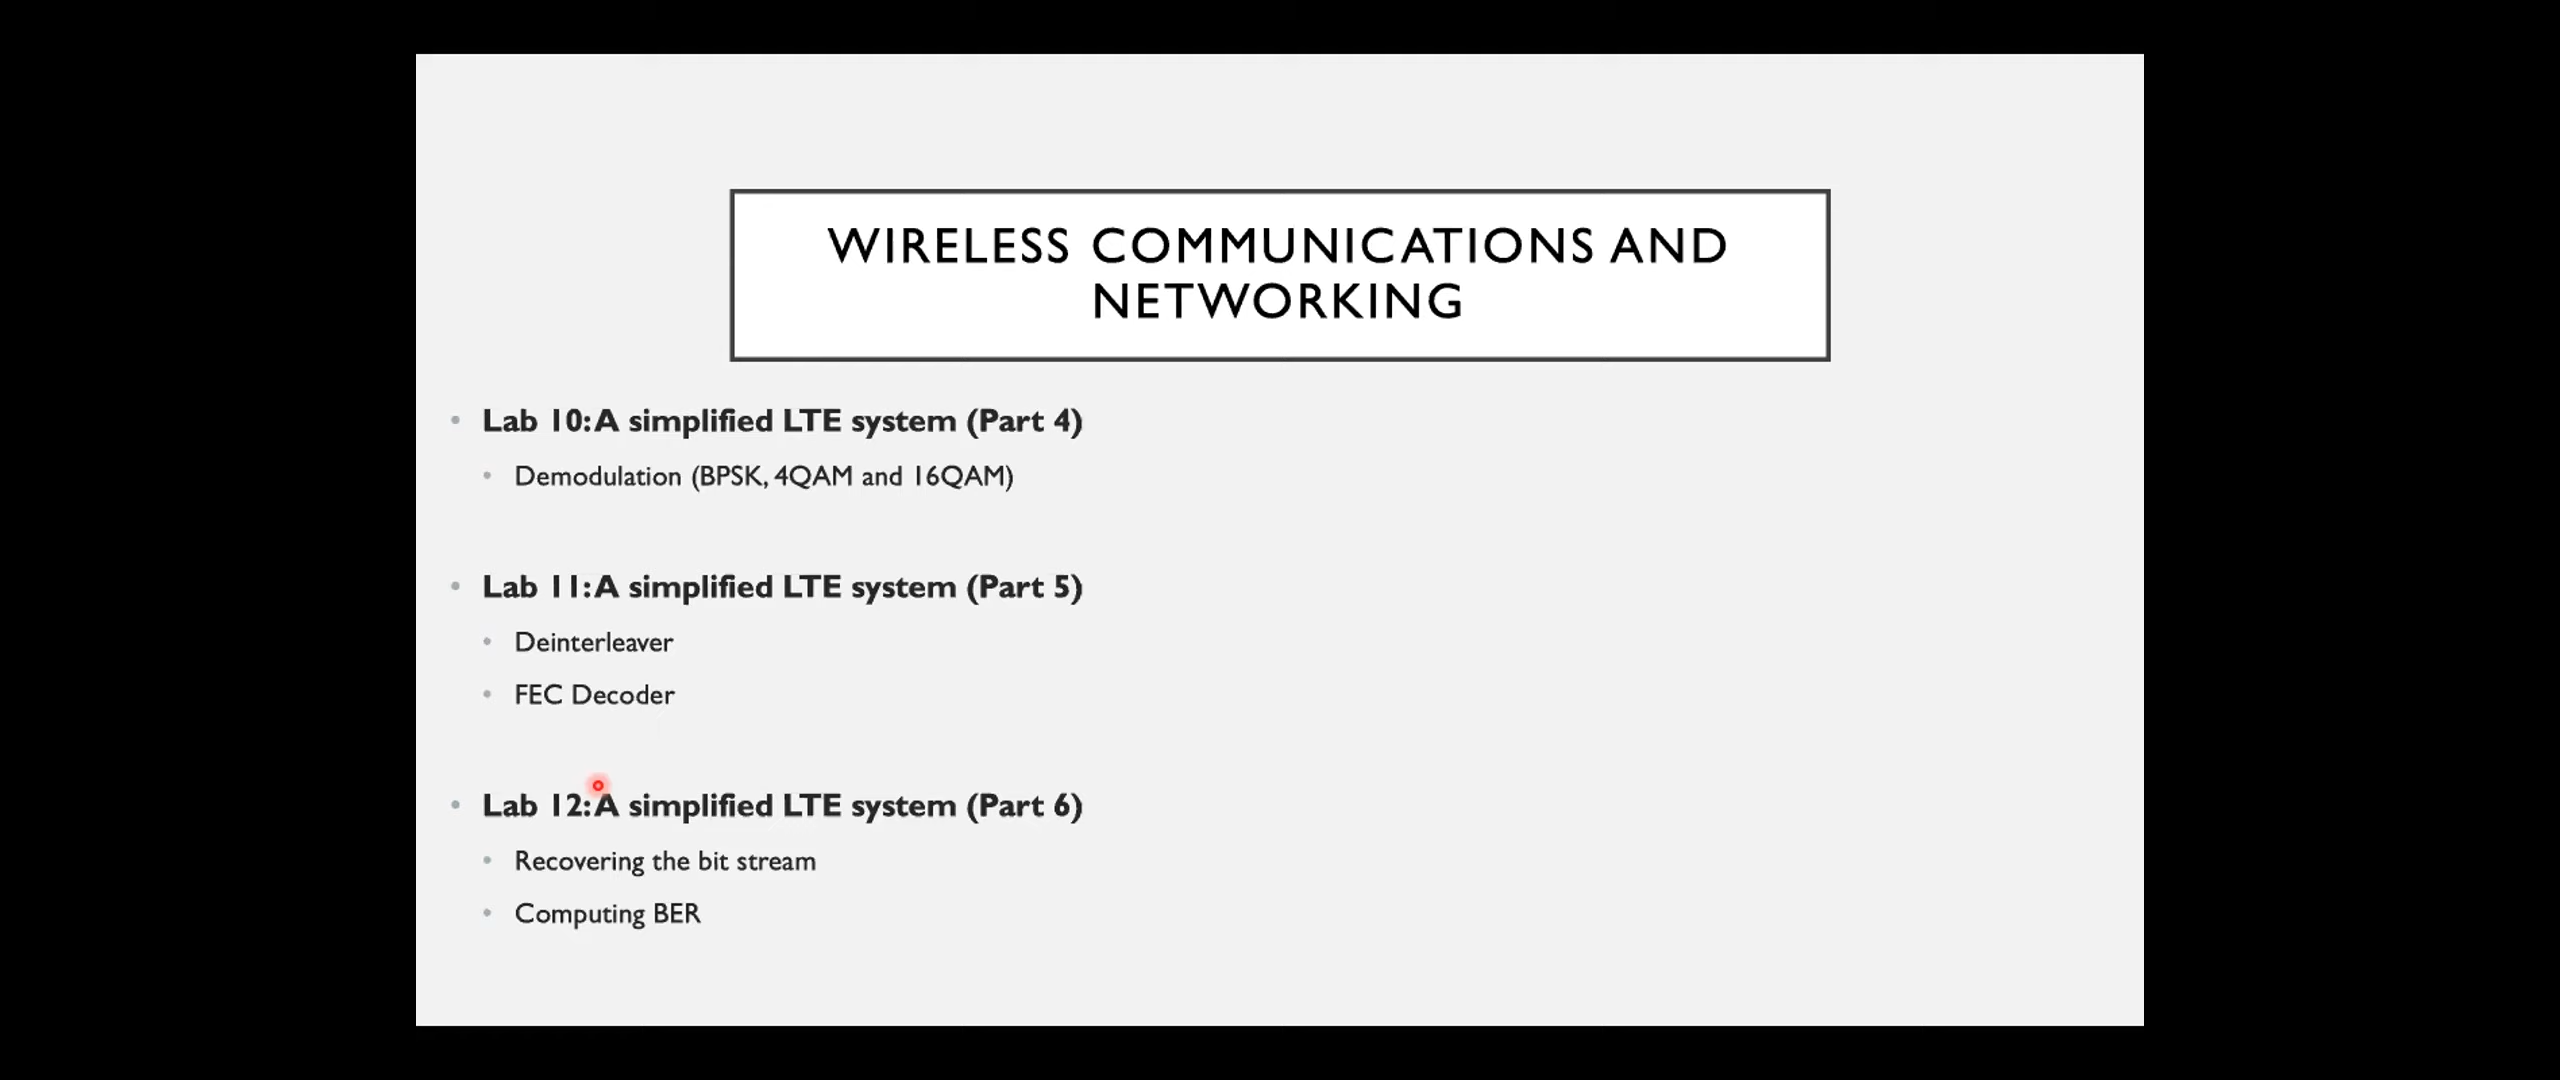 WIRELESS COMMUNICATIONS AND
NETWORKING
• Lab 10: A simplified LTE system (Part 4)
• Demodulation (BPSK, 4QAM and 16QAM)
• Lab 11: A simplified LTE system (Part 5)
• Deinterleaver
• FEC Decoder
• Lab 12: A simplified LTE system (Part 6)
• Recovering the bit stream
• Computing BER